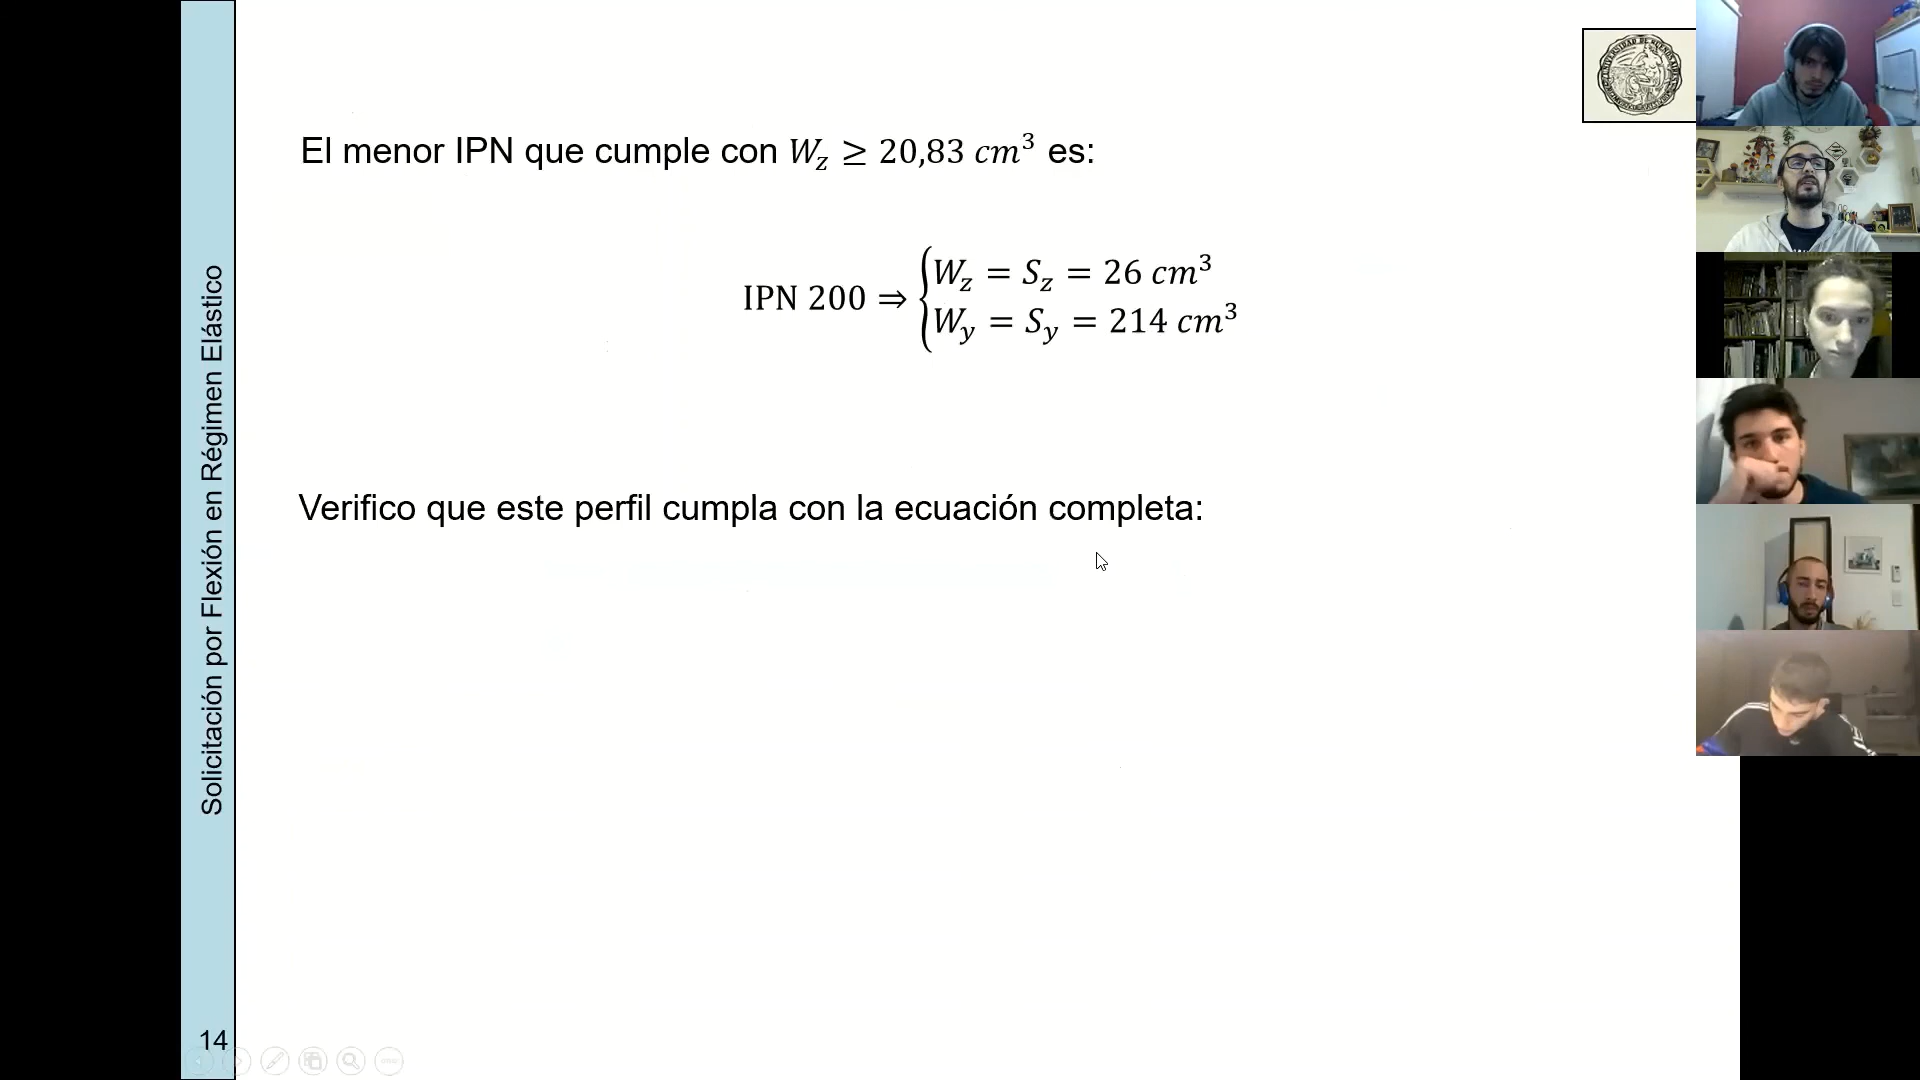 Solicitación por Flexión en Régimen Elástico
El menor IPN que cumple con W_z ≥ 20,83 cm³ es:
IPN 200 ⇒ { W_z = S_z = 26 cm³
W_y = S_y = 214 cm³
Verifico que este perfil cumpla con la ecuación completa:
14